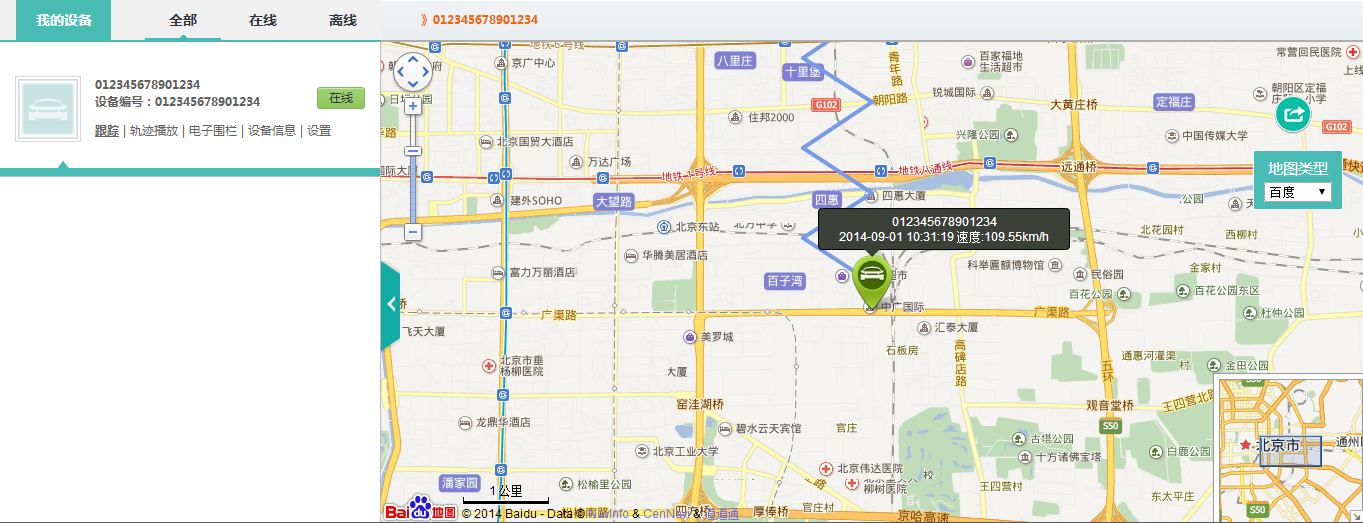 我的设备
全部
在线
离线
》012345678901234
012345678901234
设备编号：012345678901234
在线
跟踪 | 轨迹播放 | 电子围栏 | 设备信息 | 设置
京广中心
八里庄
十里堡
青年路
百家福地
生活超市
常营回民医院
朝阳路
锐城国际
大黄庄桥
定福庄
朝阳区定福
G102
G102
住邦2000
兴隆公园
中国传媒大学
北京国贸大酒店
万达广场
地铁1号线
地铁八通线
远通桥
地图类型
百度
建外SOHO
大望路
四惠
四惠大厦
北京东站
012345678901234
2014-09-01 10:31:19 速度:109.55km/h
北花园村
西柳村
华腾美居酒店
富力万丽酒店
百子湾
科举匾额博物馆
民俗园
金家村
百花公园
百花公园东区
中广国际
广渠路
广渠路
杜仲公园
飞天大厦
美罗城
汇泰大厦
石板房
高碑店路
五环
通惠河灌渠
金田公园
北京市垂
杨柳医院
大厦
窑洼湖桥
观音堂桥
王四营北路
龙鼎华酒店
碧水云天宾馆
官庄
S50
古塔公园
十方诸佛宝塔
白鹿公园
北京工业大学
北京伟达医院
柳树医院
潘家园
松榆里公园
王四营村
东太平庄
官庄村
厚俸桥
京哈高速
1 公里
Bai 地图
© 2014 Baidu - Data © NavInfo & CenNavi & 道道通
S50
北京市
通州
S50